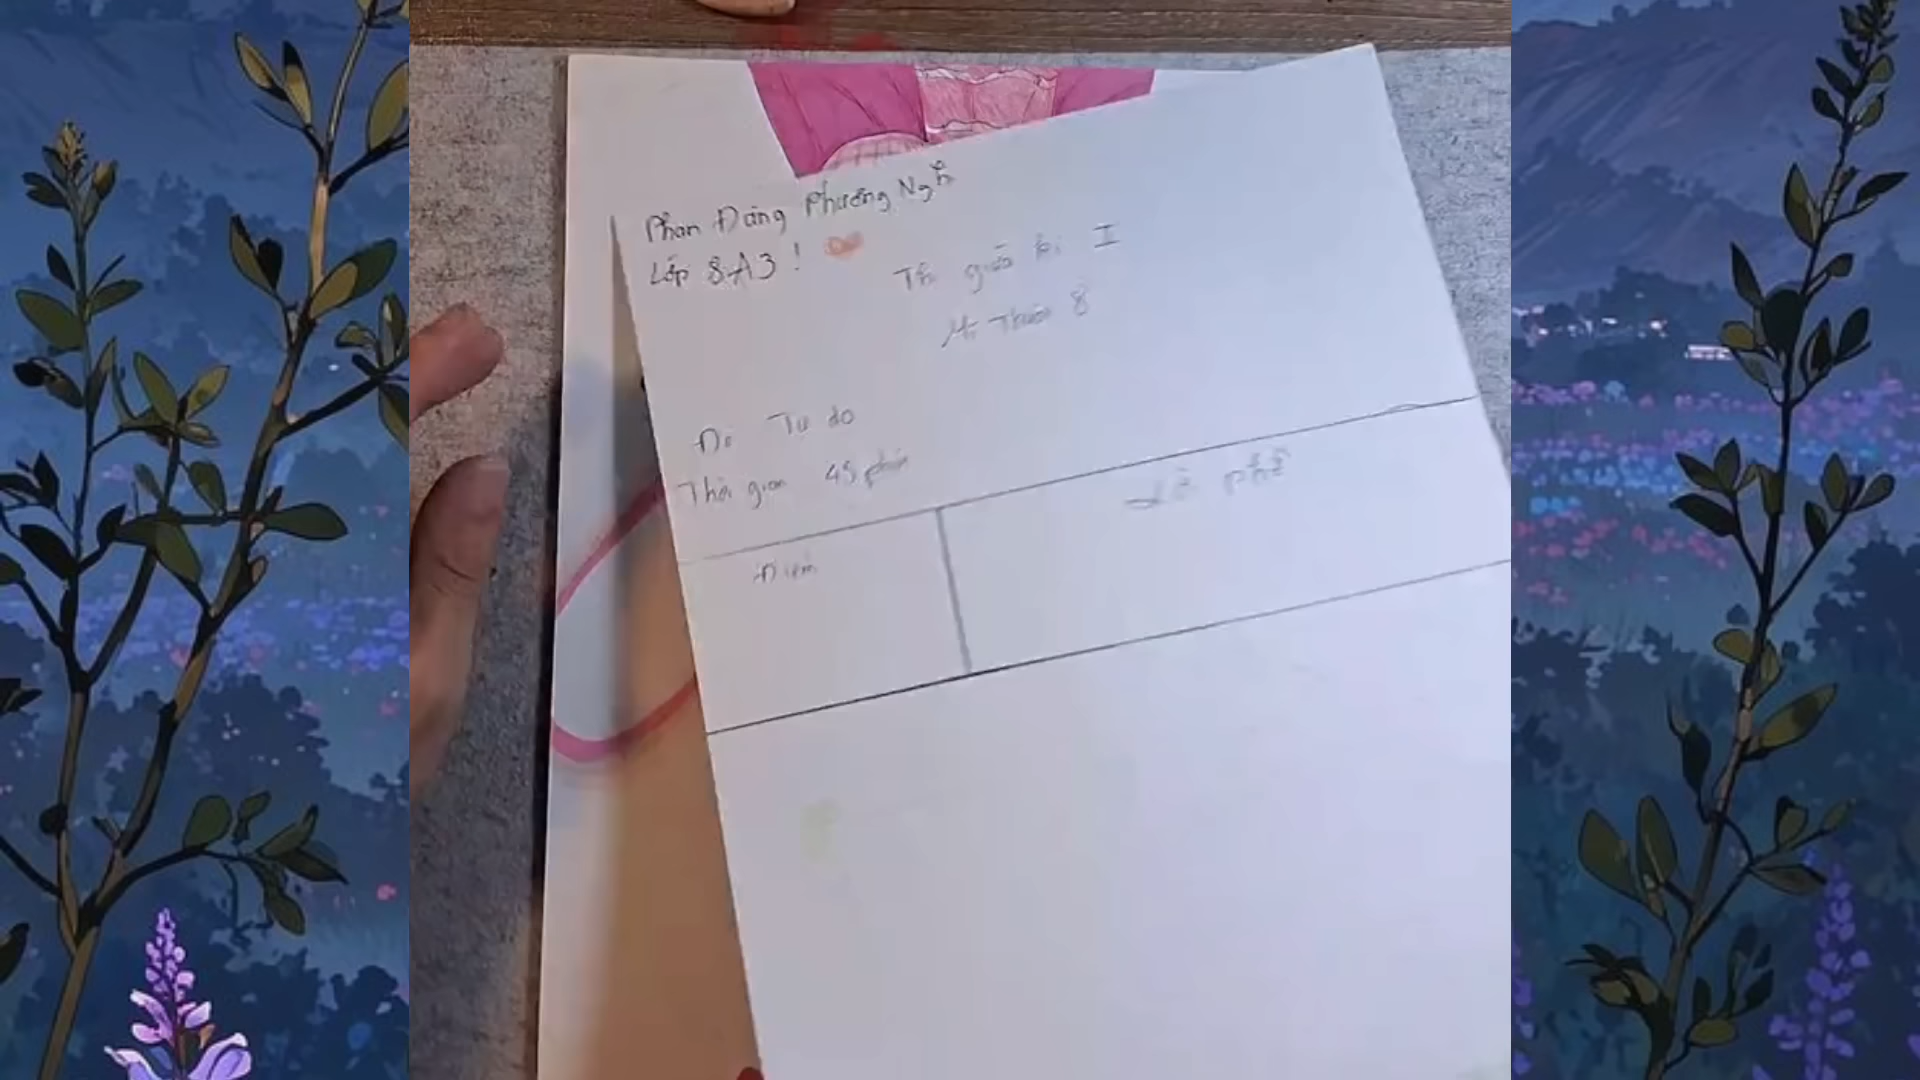 Phan Đăng Phương Nghi
Lớp 8A3!
Thi giữa kì I
Mĩ Thuật 8
Đề Tự do
Thời gian 45 phút
Điểm
Lời phê